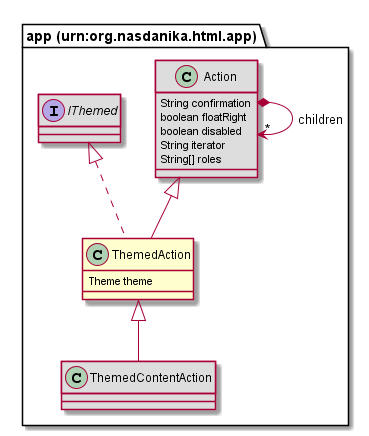 app (urn:org.nasdanika.html.app)
C Action
String confirmation
boolean floatRight
boolean disabled
String iterator
String[] roles
I IThemed
*
children
C ThemedAction
Theme theme
C ThemedContentAction